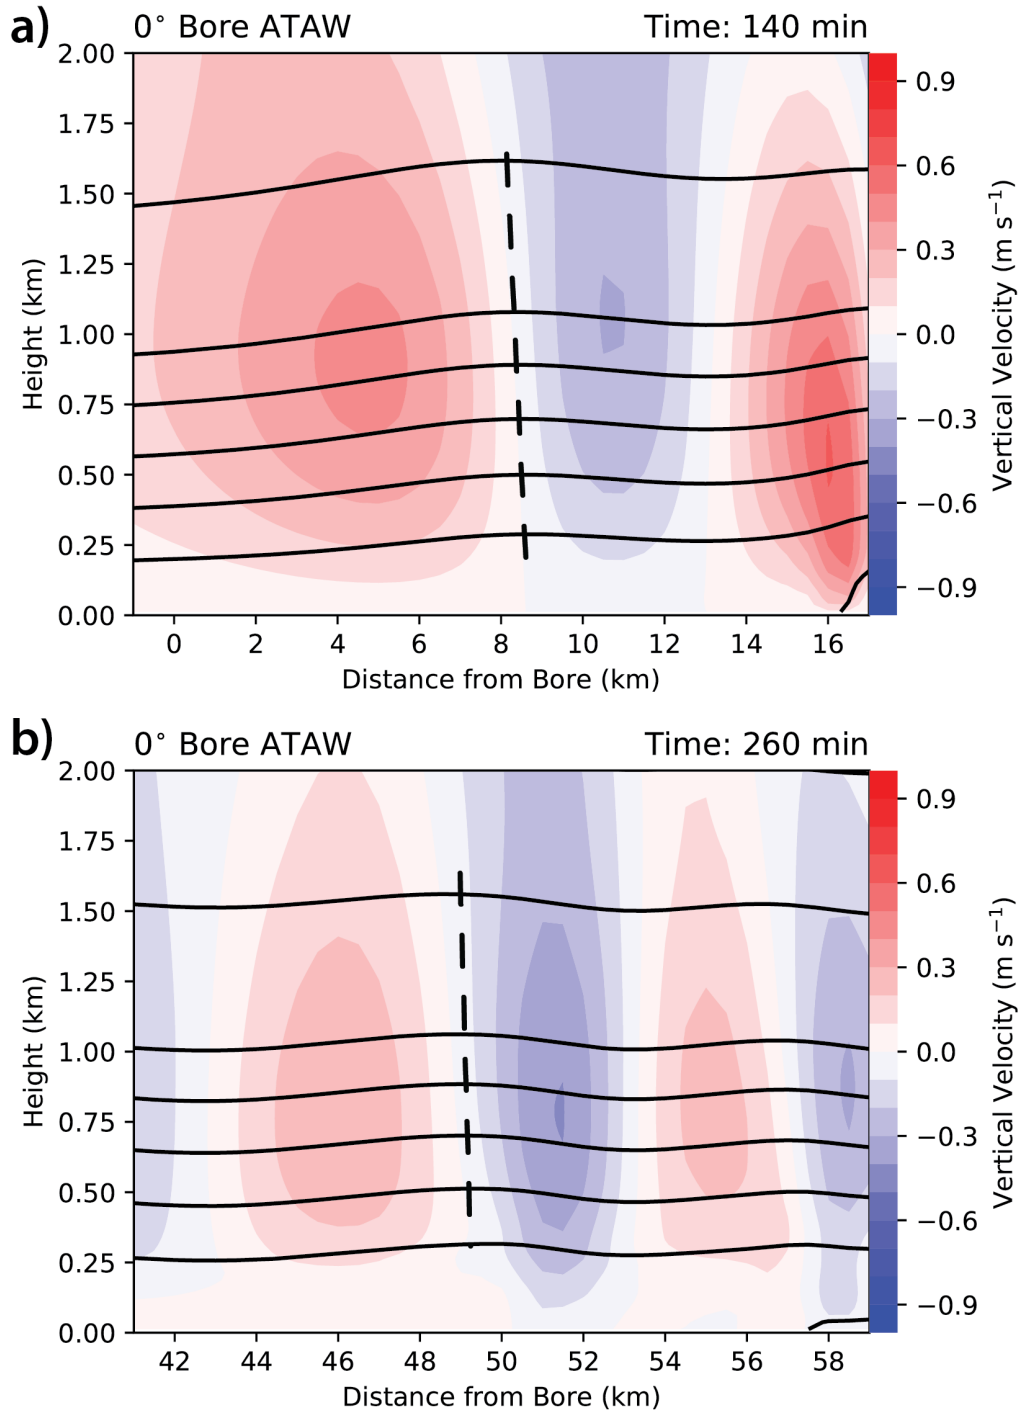 a)
0° Bore ATAW
Time: 140 min
2.00
1.75
1.50
1.25
1.00
0.75
0.50
0.25
0.00
Height (km)
0 2 4 6 8 10 12 14 16
Distance from Bore (km)
0.9
0.6
0.3
0.0
−0.3
−0.6
−0.9
Vertical Velocity (m s⁻¹)
b)
0° Bore ATAW
Time: 260 min
2.00
1.75
1.50
1.25
1.00
0.75
0.50
0.25
0.00
Height (km)
42 44 46 48 50 52 54 56 58
Distance from Bore (km)
0.9
0.6
0.3
0.0
−0.3
−0.6
−0.9
Vertical Velocity (m s⁻¹)